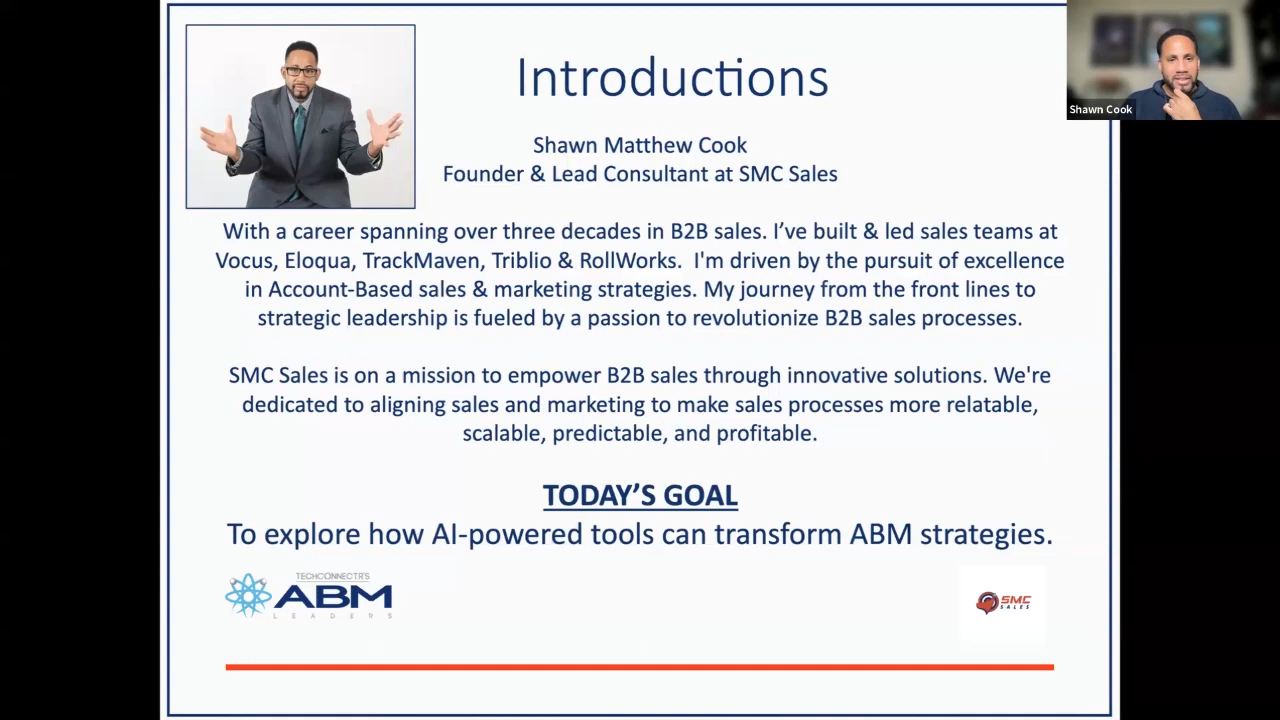 Introductions
Shawn Cook
Shawn Matthew Cook
Founder & Lead Consultant at SMC Sales
With a career spanning over three decades in B2B sales. I’ve built & led sales teams at
Vocus, Eloqua, TrackMaven, Triblio & RollWorks.  I'm driven by the pursuit of excellence
in Account-Based sales & marketing strategies. My journey from the front lines to
strategic leadership is fueled by a passion to revolutionize B2B sales processes.
SMC Sales is on a mission to empower B2B sales through innovative solutions. We're
dedicated to aligning sales and marketing to make sales processes more relatable,
scalable, predictable, and profitable.
TODAY’S GOAL
To explore how AI-powered tools can transform ABM strategies.
TECHCONNECTR'S
ABM
LEADERS
SMC
SALES